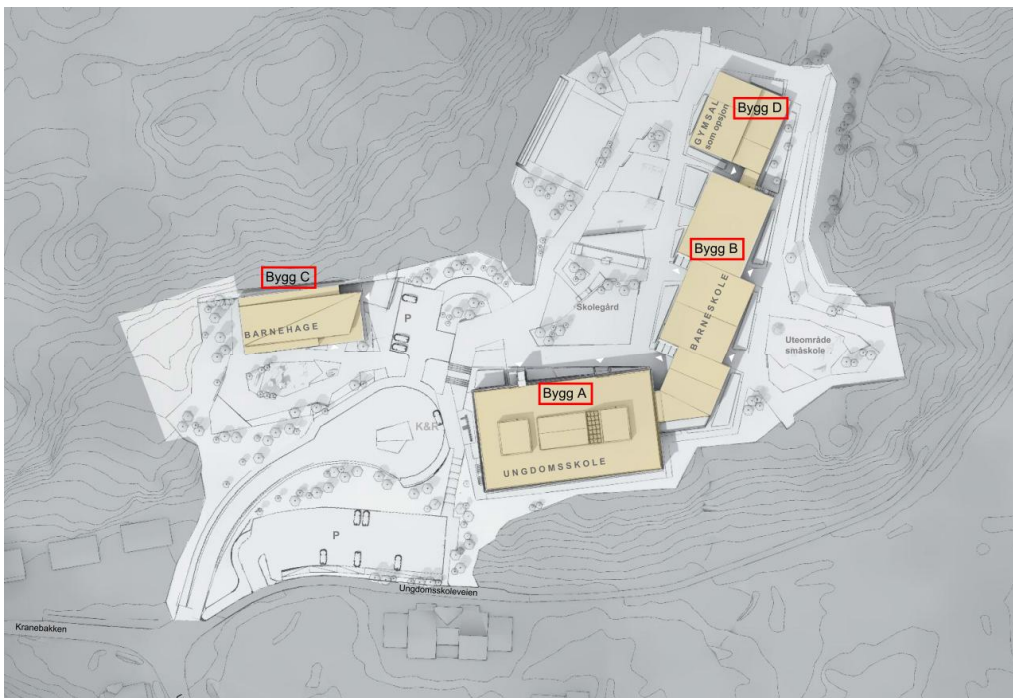 Bygg D
GYMSAL
som opsjon
Bygg B
BARNESKOLE
Bygg C
BARNEHAGE
P
Skolegård
Uteområde
småskole
Bygg A
K&R
UNGDOMSSKOLE
P
Ungdomsskoleveien
Kranebakken